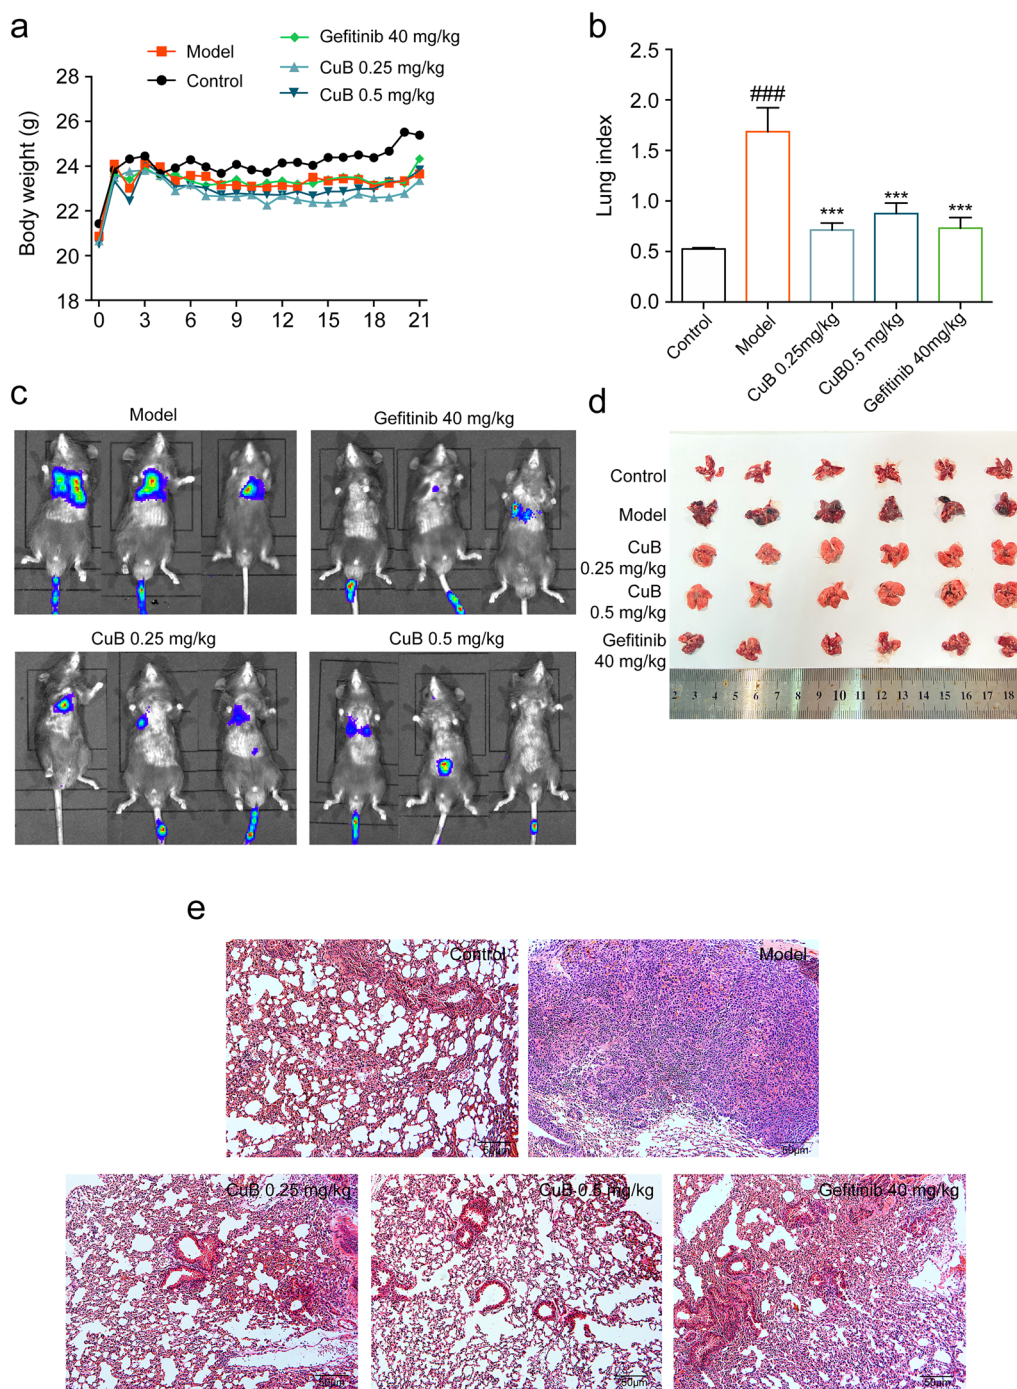 a
Model
Control
Gefitinib 40 mg/kg
CuB 0.25 mg/kg
CuB 0.5 mg/kg
Body weight (g)
28
26
24
22
20
18
0 3 6 9 12 15 18 21
b
Lung index
2.5
2.0
1.5
1.0
0.5
0.0
###
*** *** ***
Control
Model
CuB 0.25mg/kg
CuB0.5 mg/kg
Gefitinib 40mg/kg
c
Model
Gefitinib 40 mg/kg
CuB 0.25 mg/kg
CuB 0.5 mg/kg
d
Control
Model
CuB
0.25 mg/kg
CuB
0.5 mg/kg
Gefitinib
40 mg/kg
2 3 4 5 6 7 8 9 10 11 12 13 14 15 16 17 18
e
Control
50μm
Model
50μm
CuB 0.25 mg/kg
50μm
CuB 0.5 mg/kg
50μm
Gefitinib 40 mg/kg
50μm